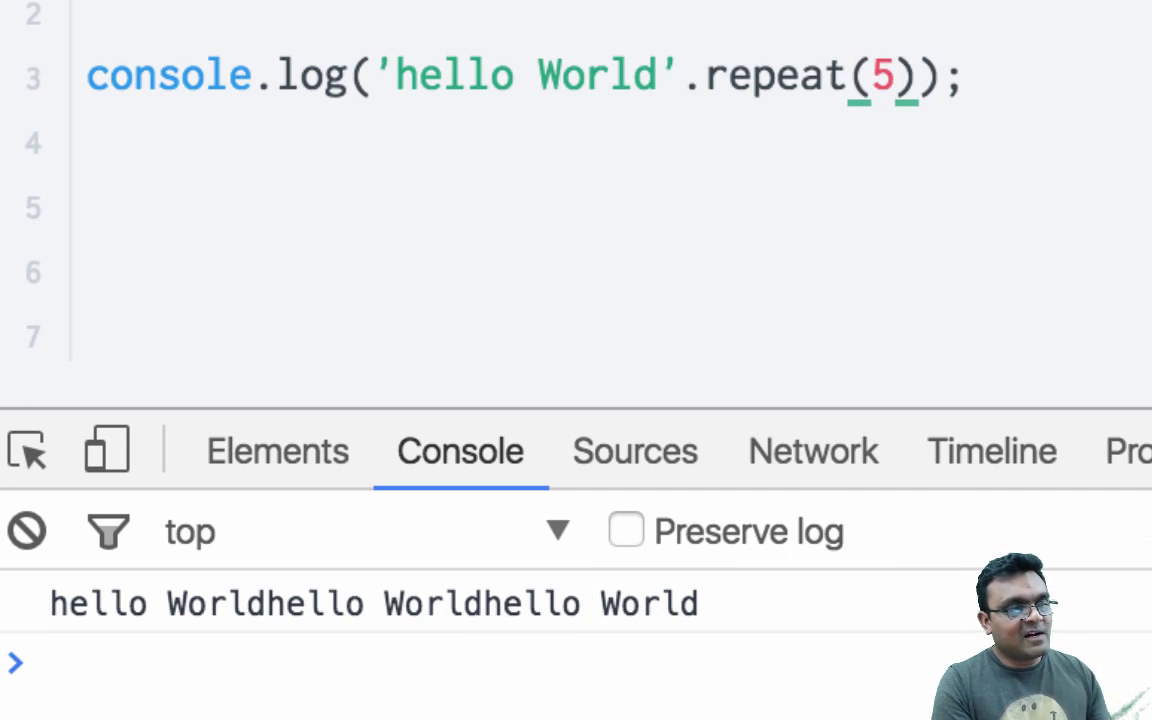 2
3 console.log('hello World'.repeat(5));
4
5
6
7
Elements Console Sources Network Timeline Pro
top ▼ Preserve log
hello Worldhello Worldhello World
>